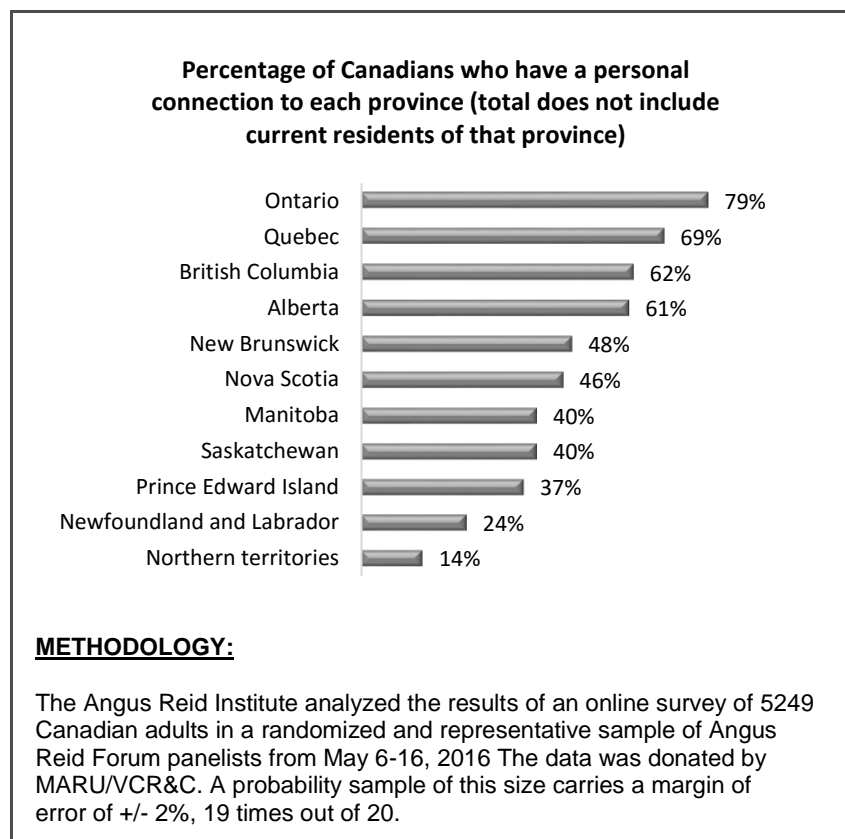 Percentage of Canadians who have a personal
connection to each province (total does not include
current residents of that province)
Ontario 79%
Quebec 69%
British Columbia 62%
Alberta 61%
New Brunswick 48%
Nova Scotia 46%
Manitoba 40%
Saskatchewan 40%
Prince Edward Island 37%
Newfoundland and Labrador 24%
Northern territories 14%
METHODOLOGY:
The Angus Reid Institute analyzed the results of an online survey of 5249
Canadian adults in a randomized and representative sample of Angus
Reid Forum panelists from May 6-16, 2016 The data was donated by
MARU/VCR&C. A probability sample of this size carries a margin of
error of +/- 2%, 19 times out of 20.